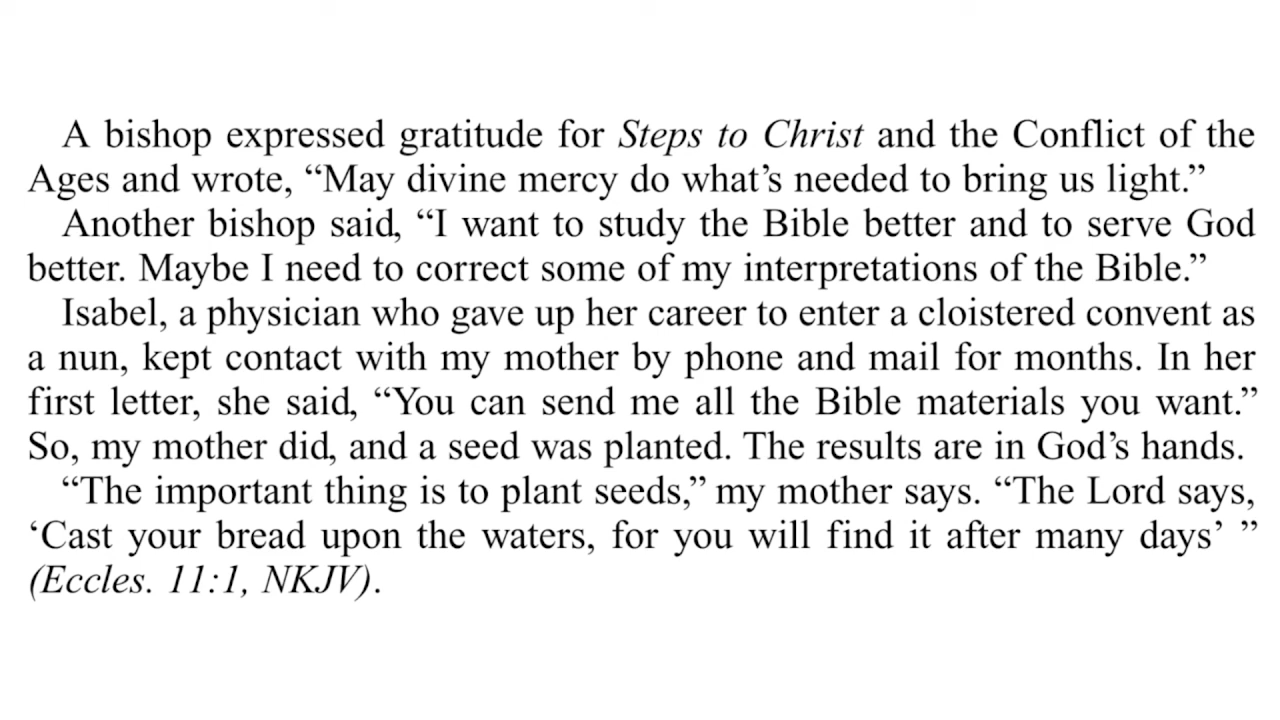 A bishop expressed gratitude for Steps to Christ and the Conflict of the
Ages and wrote, “May divine mercy do what’s needed to bring us light.”
Another bishop said, “I want to study the Bible better and to serve God
better. Maybe I need to correct some of my interpretations of the Bible.”
Isabel, a physician who gave up her career to enter a cloistered convent as
a nun, kept contact with my mother by phone and mail for months. In her
first letter, she said, “You can send me all the Bible materials you want.”
So, my mother did, and a seed was planted. The results are in God’s hands.
“The important thing is to plant seeds,” my mother says. “The Lord says,
‘Cast your bread upon the waters, for you will find it after many days’ ”
(Eccles. 11:1, NKJV).